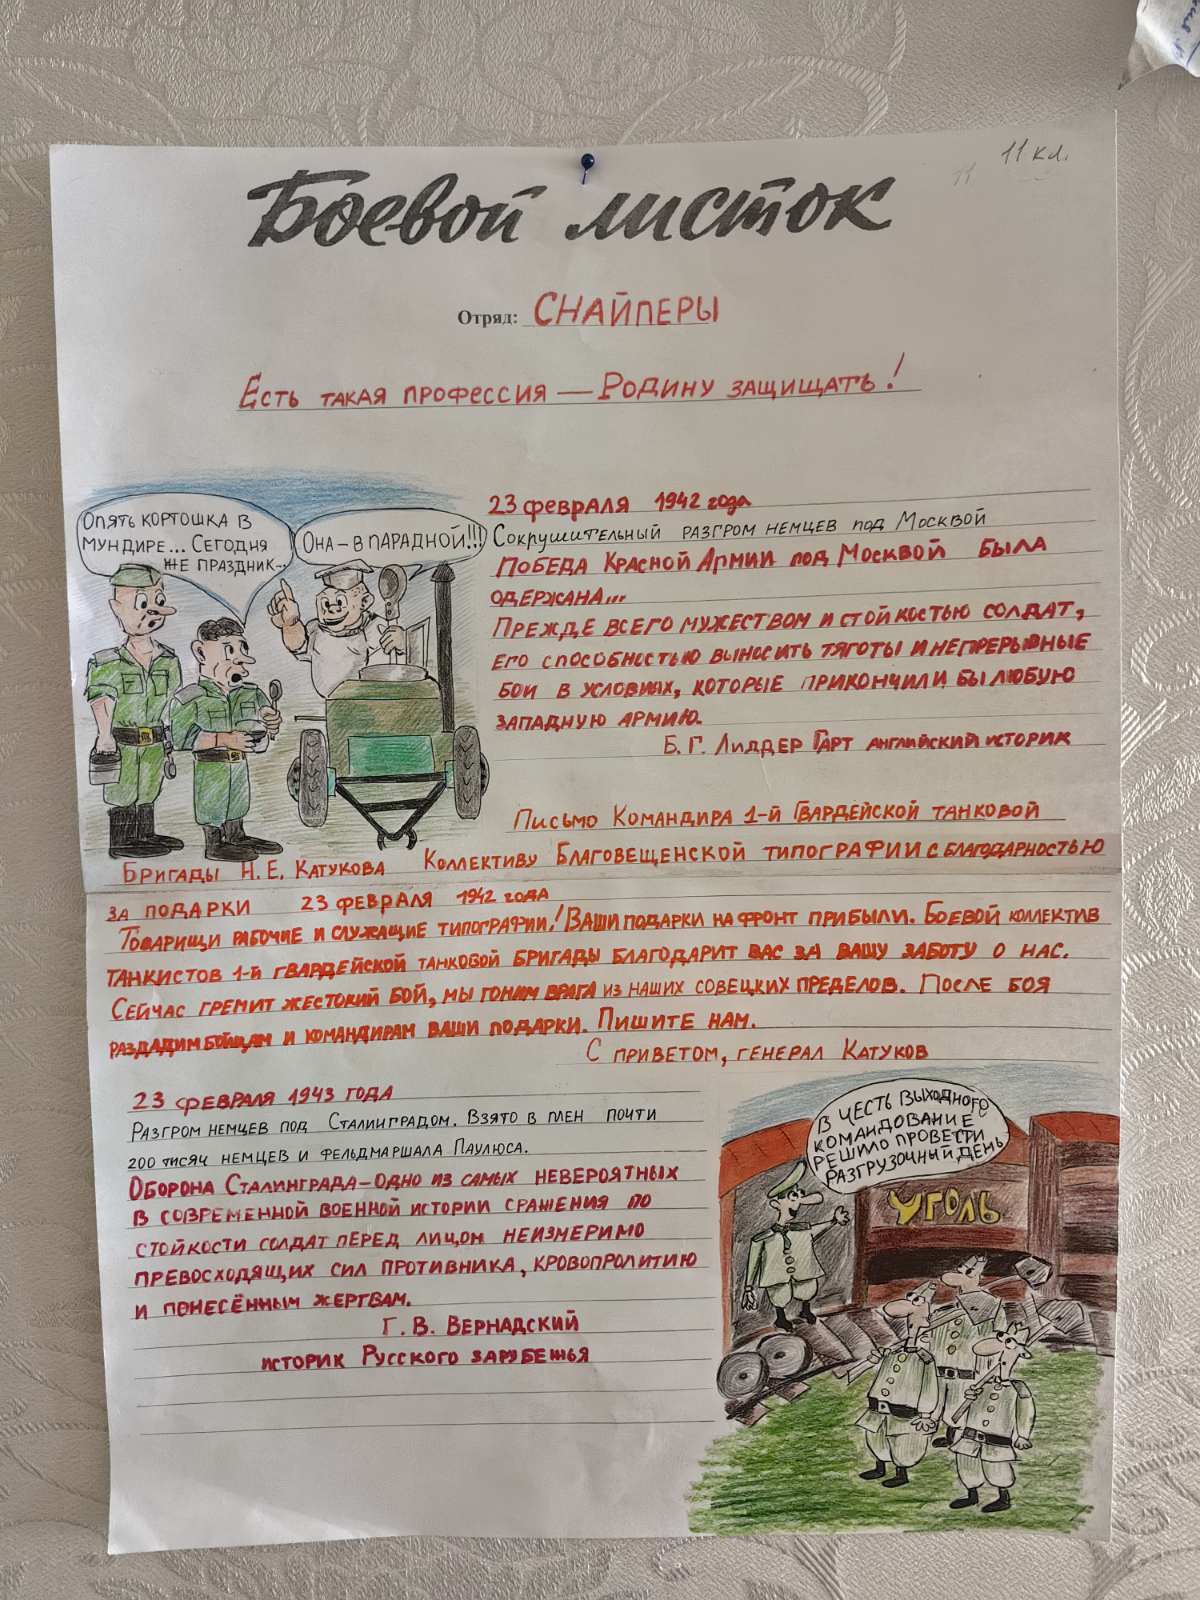 11 кл.
Боевой листок
Отряд: СНАЙПЕРЫ
Есть такая профессия — Родину защищать!
Опять кортошка в
мундире... Сегодня
же праздник...
Она - в парадной!!!
23 февраля 1942 года
Сокрушительный разгром немцев под Москвой
Победа Красной Армии под Москвой была
одержана...
Прежде всего мужеством и стойкостью солдат,
его способностью выносить тяготы и непрерывные
бои в условиях, которые прикончили бы любую
западную армию.
Б. Г. Лиддер Гарт английский историк
Письмо Командира 1-й Гвардейской танковой
Бригады Н. Е. Катукова Коллективу Благовещенской типографии с благодарностью
за подарки 23 февраля 1942 года
Товарищи рабочие и служащие типографии! Ваши подарки на фронт прибыли. Боевой коллектив
танкистов 1-й гвардейской танковой бригады благодарит вас за вашу заботу о нас.
Сейчас гремит жестокий бой, мы гоним врага из наших совецких пределов. После боя
раздадим бойцам и командирам ваши подарки. Пишите нам.
С приветом, генерал Катуков
23 февраля 1943 года
Разгром немцев под Сталинградом. Взято в плен почти
200 тисяч немцев и фельдмаршала Паулюса.
Оборона Сталинграда - одно из самых невероятных
в современной военной истории сражения по
стойкости солдат перед лицом неизмеримо
превосходящих сил противника, кровопролитию
и понесённым жертвам.
Г. В. Вернадский
историк Русского зарубежья
В честь выходного
командование
решило провести
разгрузочный день
Уголь